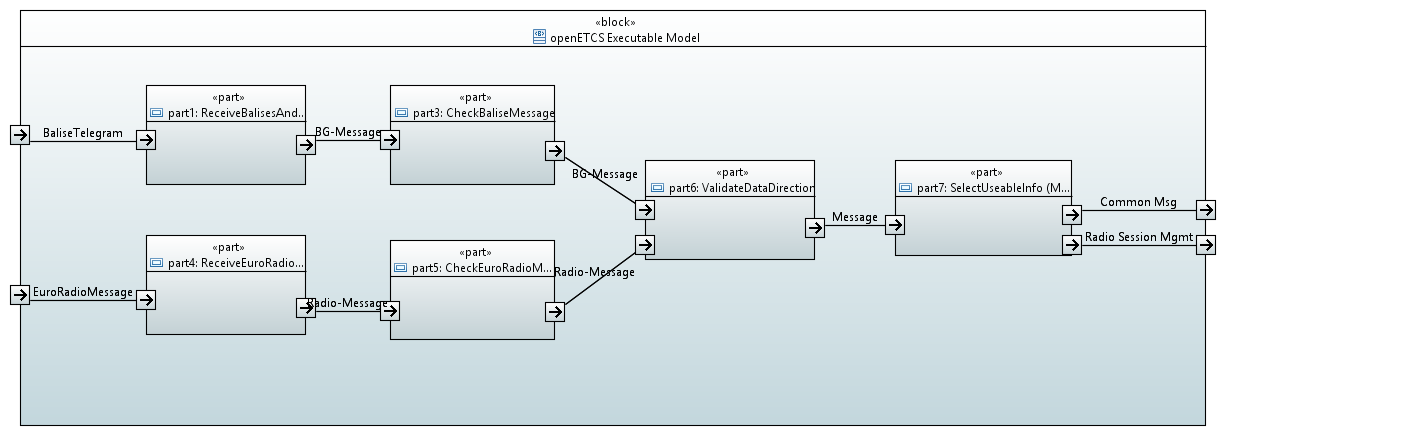 «block»
openETCS Executable Model
«part»
part1: ReceiveBalisesAnd...
«part»
part3: CheckBaliseMessage
BaliseTelegram
BG-Message
BG-Message
«part»
part6: ValidateDataDirection
«part»
part7: SelectUseableInfo (M...
Message
Common Msg
Radio Session Mgmt
«part»
part4: ReceiveEuroRadio...
«part»
part5: CheckEuroRadioM...
Radio-Message
EuroRadioMessage
Radio-Message